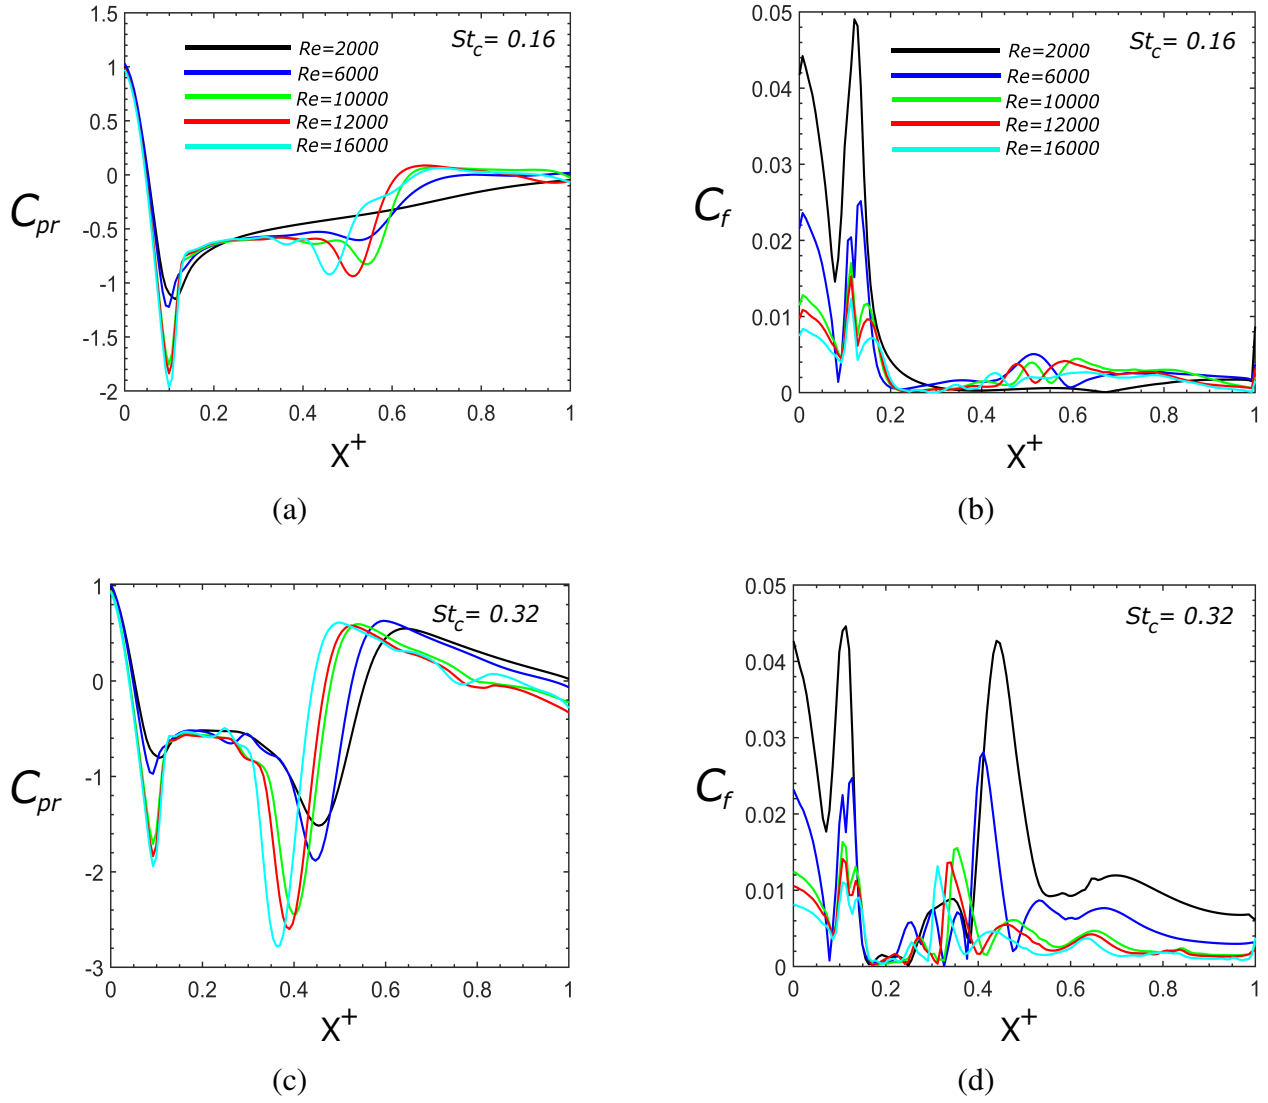 St_c= 0.16
Re=2000
Re=6000
Re=10000
Re=12000
Re=16000
1.5
1
0.5
0
-0.5
-1
-1.5
-2
C_pr
0 0.2 0.4 0.6 0.8 1
X^+
(a)
St_c= 0.16
Re=2000
Re=6000
Re=10000
Re=12000
Re=16000
0.05
0.04
0.03
0.02
0.01
0
C_f
0 0.2 0.4 0.6 0.8 1
X^+
(b)
St_c= 0.32
1
0
-1
-2
-3
C_pr
0 0.2 0.4 0.6 0.8 1
X^+
(c)
St_c= 0.32
0.05
0.04
0.03
0.02
0.01
0
C_f
0 0.2 0.4 0.6 0.8 1
X^+
(d)